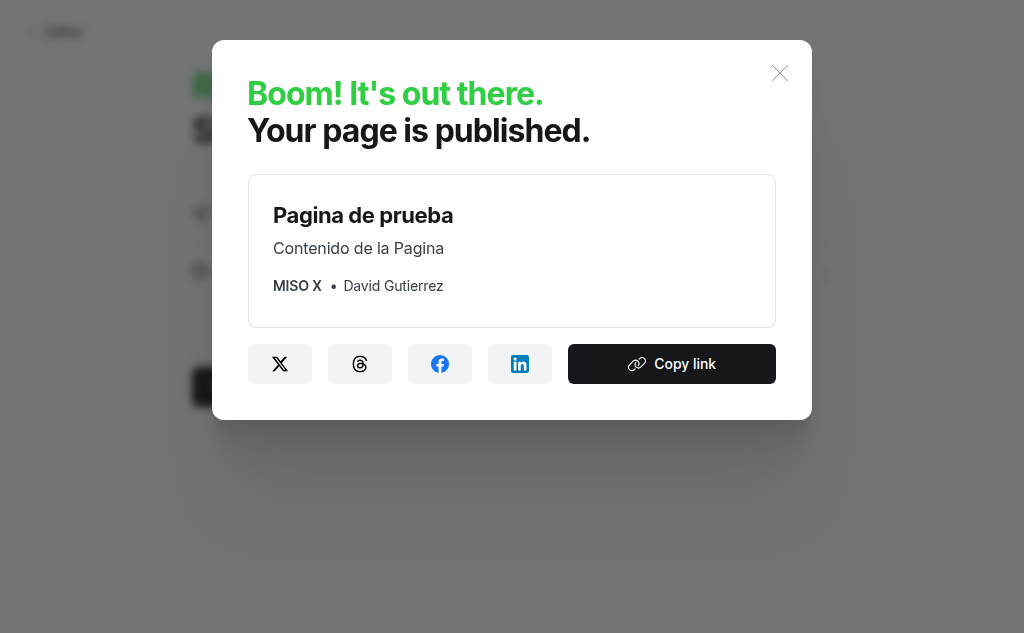 Boom! It's out there.
Your page is published.
Pagina de prueba
Contenido de la Pagina
MISO X • David Gutierrez
Copy link